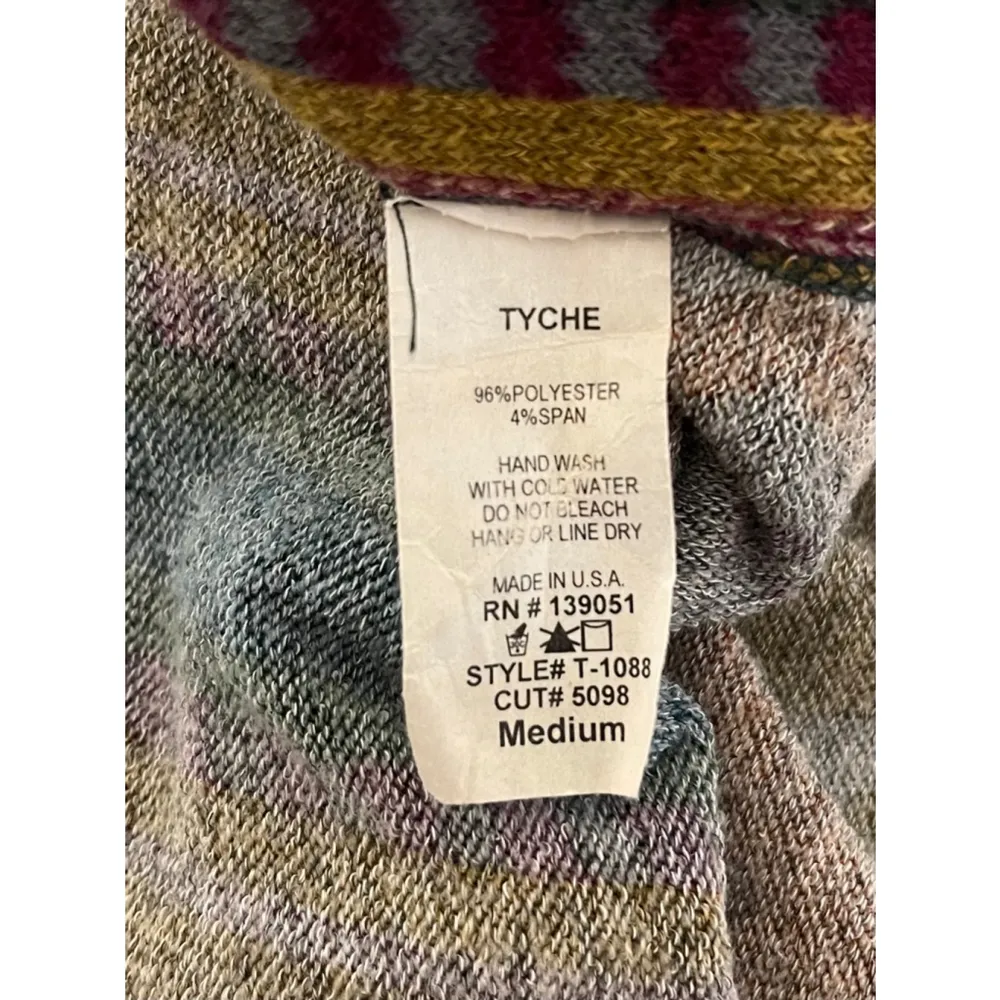 TYCHE
96%POLYESTER
4%SPAN
HAND WASH
WITH COLD WATER
DO NOT BLEACH
HANG OR LINE DRY
MADE IN U.S.A.
RN # 139051
STYLE# T-1088
CUT# 5098
Medium